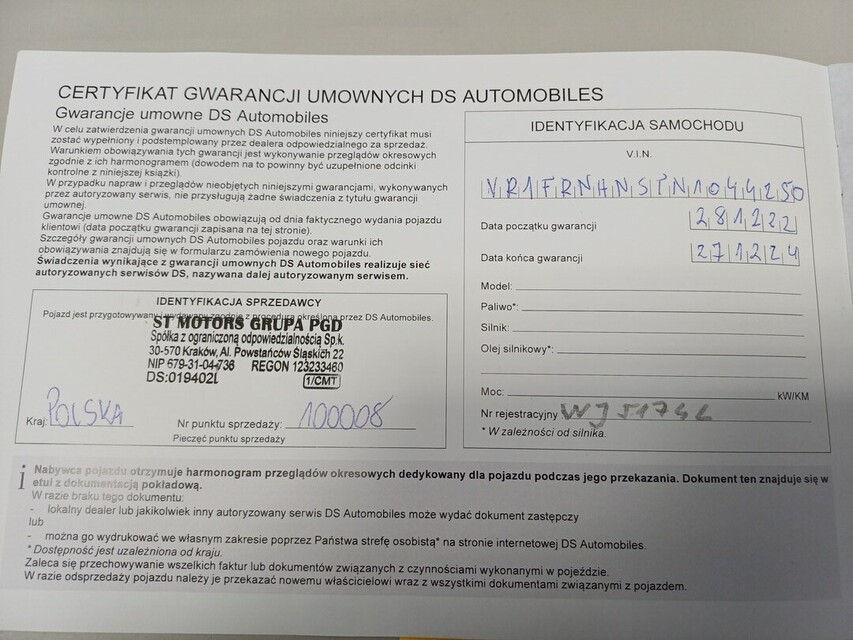 CERTYFIKAT GWARANCJI UMOWNYCH DS AUTOMOBILES
Gwarancje umowne DS Automobiles
W celu zatwierdzenia gwarancji umownych DS Automobiles niniejszy certyfikat musi
zostać wypełniony i podstemplowany przez dealera odpowiedzialnego za sprzedaż.
Warunkiem obowiązywania tych gwarancji jest wykonywanie przeglądów okresowych
zgodnie z ich harmonogramem (dowodem na to powinny być uzupełnione odcinki
kontrolne z niniejszej książki).
W przypadku napraw i przeglądów nieobjętych niniejszymi gwarancjami, wykonywanych
przez autoryzowany serwis, nie przysługują żadne świadczenia z tytułu gwarancji
umownej.
Gwarancje umowne DS Automobiles obowiązują od dnia faktycznego wydania pojazdu
klientowi (data początku gwarancji zapisana na tej stronie).
Szczegóły gwarancji umownych DS Automobiles pojazdu oraz warunki ich
obowiązywania znajdują się w formularzu zamówienia nowego pojazdu.
Świadczenia wynikające z gwarancji umownych DS Automobiles realizuje sieć
autoryzowanych serwisów DS, nazywana dalej autoryzowanym serwisem.
IDENTYFIKACJA SPRZEDAWCY
Pojazd jest przygotowywany i wydawany zgodnie z procedurą określoną przez DS Automobiles.
ST MOTORS GRUPA PGD
Spółka z ograniczoną odpowiedzialnością Sp.k.
30-570 Kraków, Al. Powstańców Śląskich 22
NIP 679-31-04-736 REGON 123233460
DS:019402L 1/CMT
Kraj: POLSKA Nr punktu sprzedaży: 100008
Pieczęć punktu sprzedaży
IDENTYFIKACJA SAMOCHODU
V.I.N.
VR1FRNHNSPN1044250
Data początku gwarancji 281222
Data końca gwarancji 271224
Model:
Paliwo*:
Silnik:
Olej silnikowy*:
Moc: kW/KM
Nr rejestracyjny WJ5174L
* W zależności od silnika.
i Nabywca pojazdu otrzymuje harmonogram przeglądów okresowych dedykowany dla pojazdu podczas jego przekazania. Dokument ten znajduje się w
etui z dokumentacją pokładową.
W razie braku tego dokumentu:
- lokalny dealer lub jakikolwiek inny autoryzowany serwis DS Automobiles może wydać dokument zastępczy
lub
- można go wydrukować we własnym zakresie poprzez Państwa strefę osobistą* na stronie internetowej DS Automobiles.
* Dostępność jest uzależniona od kraju.
Zaleca się przechowywanie wszelkich faktur lub dokumentów związanych z czynnościami wykonanymi w pojeździe.
W razie odsprzedaży pojazdu należy je przekazać nowemu właścicielowi wraz z wszystkimi dokumentami związanymi z pojazdem.